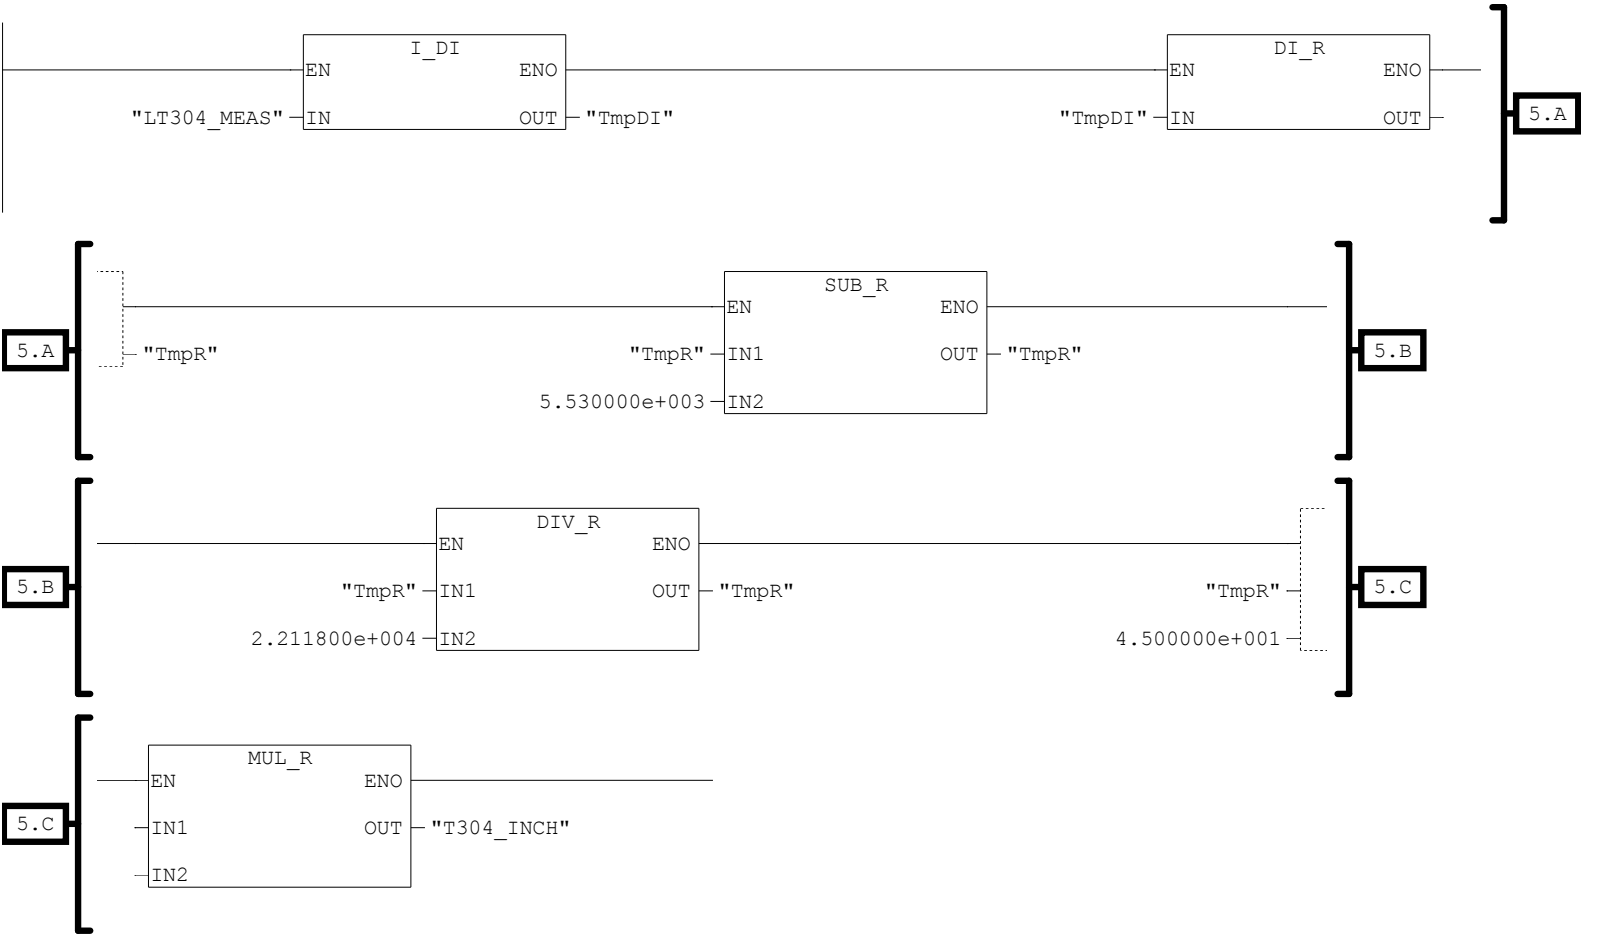 I_DI DI_R
EN ENO EN ENO
"LT304_MEAS" IN OUT "TmpDI" "TmpDI" IN OUT 5.A
SUB_R
EN ENO
5.A "TmpR" "TmpR" IN1 OUT "TmpR" 5.B
5.530000e+003 IN2
DIV_R
EN ENO
5.B "TmpR" IN1 OUT "TmpR" "TmpR" 5.C
2.211800e+004 IN2 4.500000e+001
MUL_R
EN ENO
5.C IN1 OUT "T304_INCH"
IN2